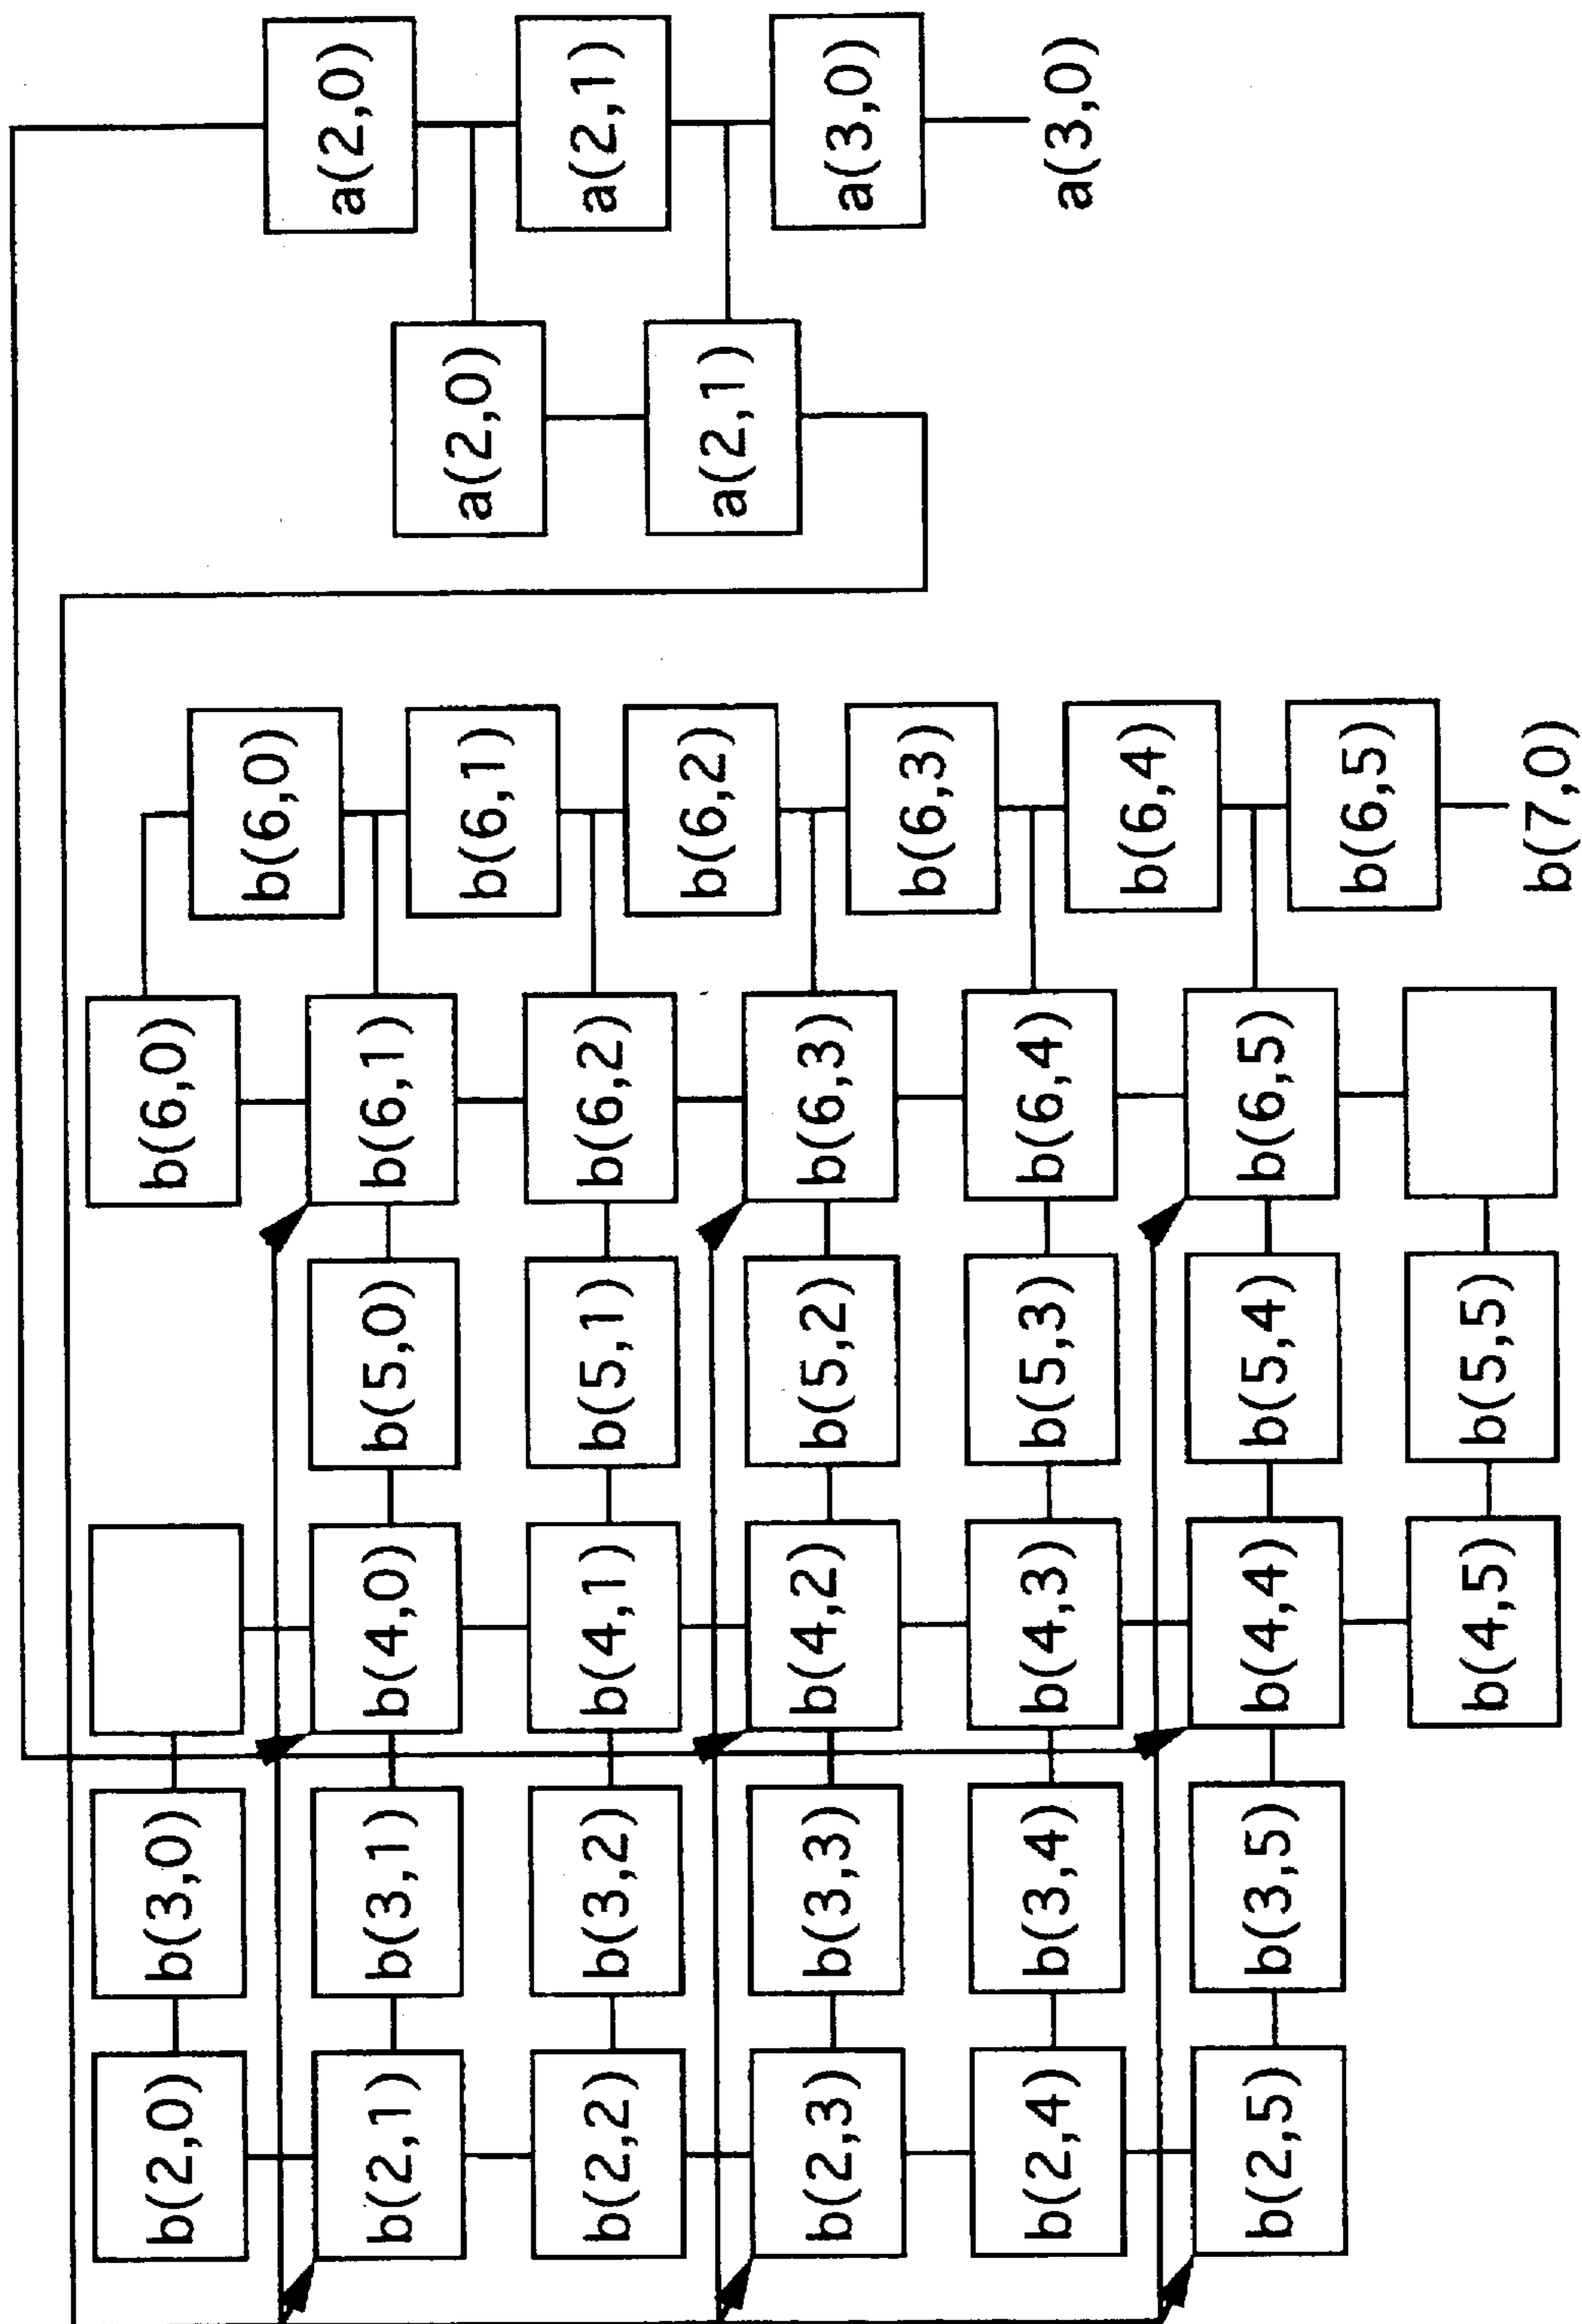 b(2,0) b(3,0) b(6,0)
b(6,0)
a(2,0)
b(2,1) b(3,1) b(4,0) b(5,0) b(6,1)
b(6,1) a(2,0)
b(2,2) b(3,2) b(4,1) b(5,1) b(6,2) a(2,1)
b(6,2) a(2,1)
b(2,3) b(3,3) b(4,2) b(5,2) b(6,3) a(3,0)
b(6,3)
b(2,4) b(3,4) b(4,3) b(5,3) b(6,4) a(3,0)
b(6,4)
b(2,5) b(3,5) b(4,4) b(5,4) b(6,5)
b(6,5)
b(4,5) b(5,5)
b(7,0)